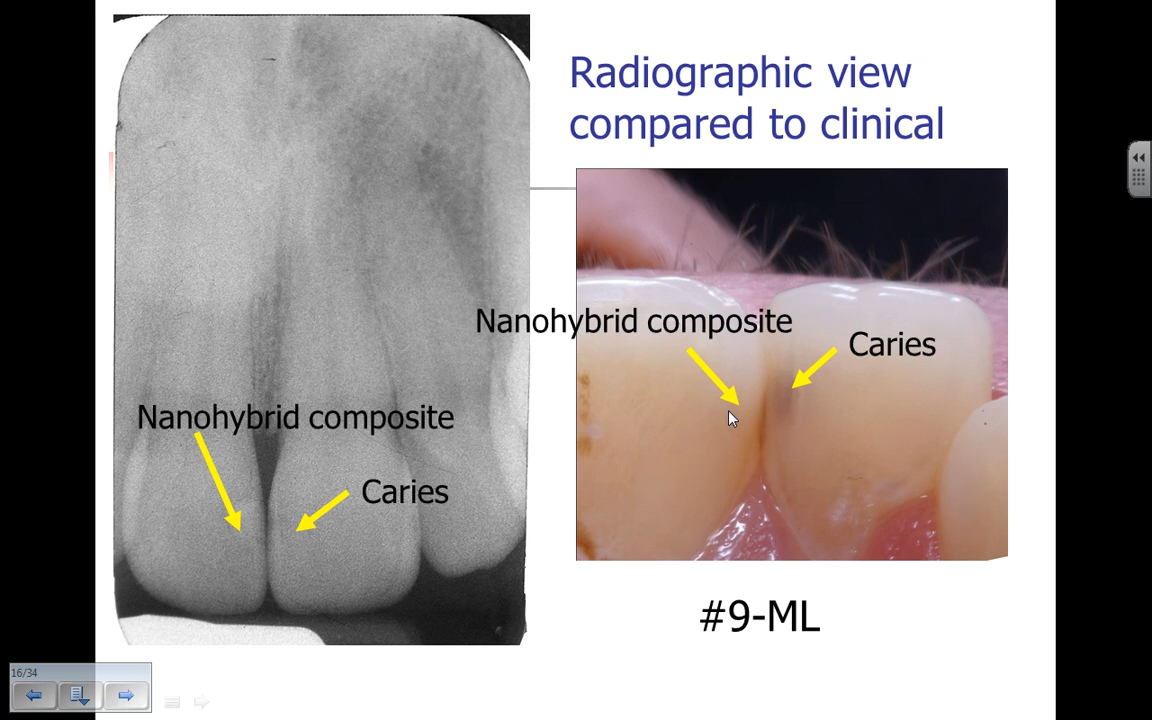 Radiographic view
compared to clinical
Nanohybrid composite
Caries
Nanohybrid composite
Caries
#9-ML
16/34